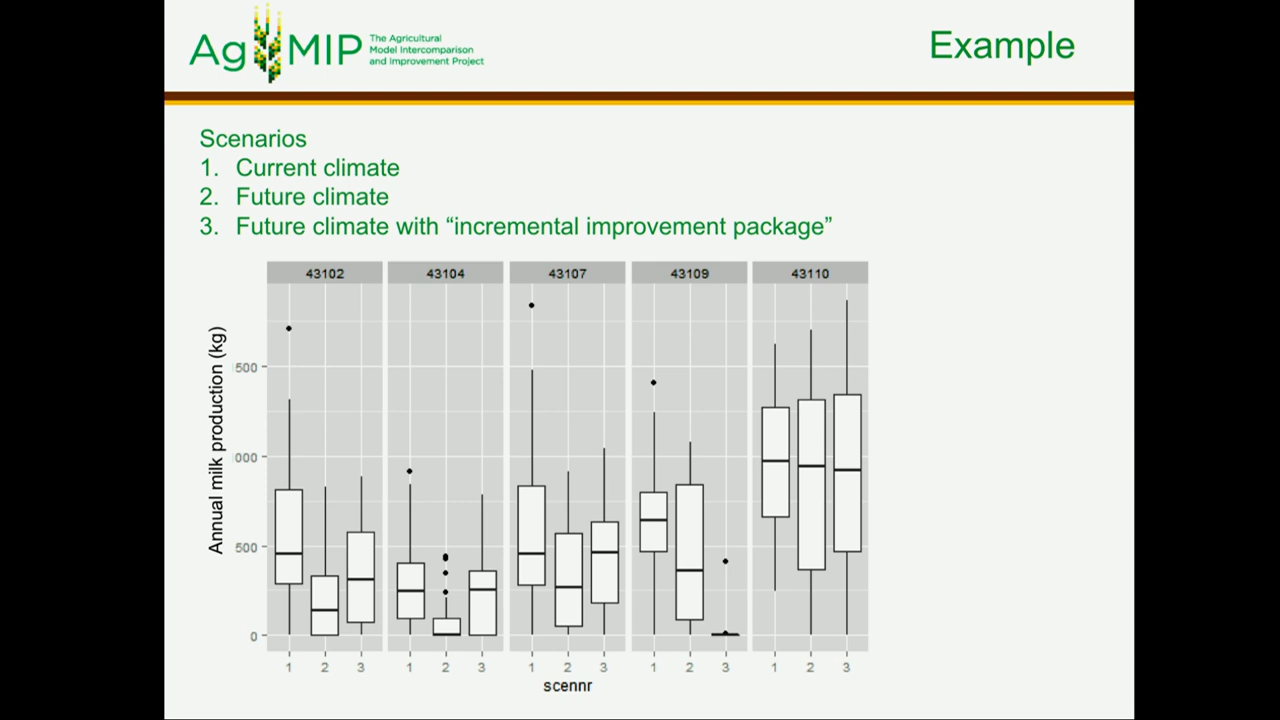 AgMIP
The Agricultural
Model Intercomparison
and Improvement Project
Example
Scenarios
1. Current climate
2. Future climate
3. Future climate with “incremental improvement package”
43102 43104 43107 43109 43110
Annual milk production (kg)
500
000
500
0
1 2 3 1 2 3 1 2 3 1 2 3 1 2 3
scennr